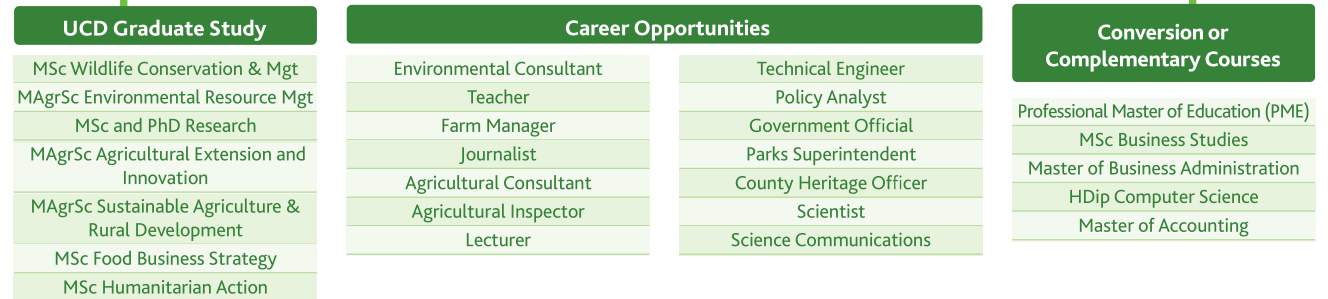 UCD Graduate Study
MSc Wildlife Conservation & Mgt
MAgrSc Environmental Resource Mgt
MSc and PhD Research
MAgrSc Agricultural Extension and
Innovation
MAgrSc Sustainable Agriculture &
Rural Development
MSc Food Business Strategy
MSc Humanitarian Action
Career Opportunities
Environmental Consultant
Teacher
Farm Manager
Journalist
Agricultural Consultant
Agricultural Inspector
Lecturer
Technical Engineer
Policy Analyst
Government Official
Parks Superintendent
County Heritage Officer
Scientist
Science Communications
Conversion or
Complementary Courses
Professional Master of Education (PME)
MSc Business Studies
Master of Business Administration
HDip Computer Science
Master of Accounting